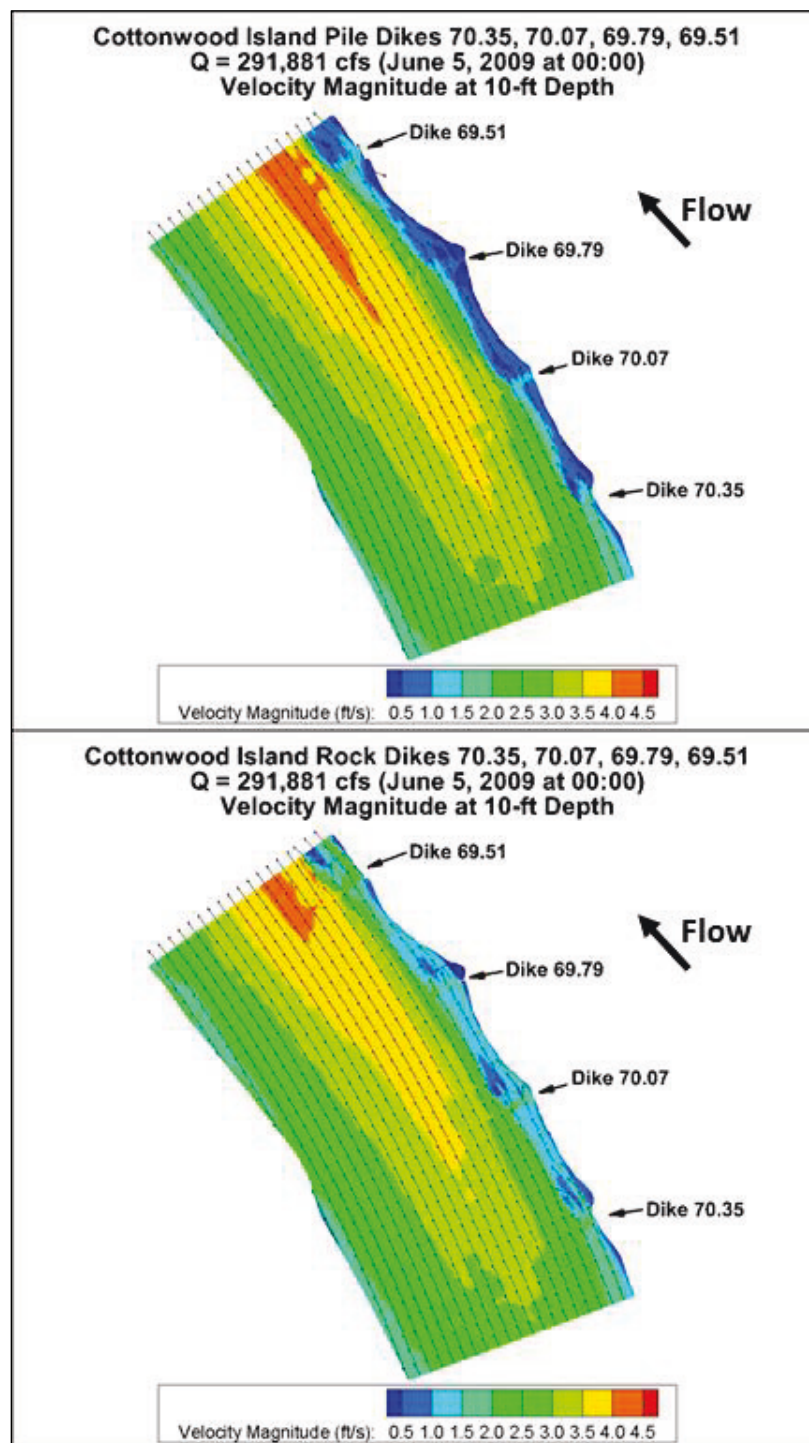 Cottonwood Island Pile Dikes 70.35, 70.07, 69.79, 69.51
Q = 291,881 cfs (June 5, 2009 at 00:00)
Velocity Magnitude at 10-ft Depth
Dike 69.51
Flow
Dike 69.79
Dike 70.07
Dike 70.35
Velocity Magnitude (ft/s): 0.5 1.0 1.5 2.0 2.5 3.0 3.5 4.0 4.5
Cottonwood Island Rock Dikes 70.35, 70.07, 69.79, 69.51
Q = 291,881 cfs (June 5, 2009 at 00:00)
Velocity Magnitude at 10-ft Depth
Dike 69.51
Flow
Dike 69.79
Dike 70.07
Dike 70.35
Velocity Magnitude (ft/s): 0.5 1.0 1.5 2.0 2.5 3.0 3.5 4.0 4.5